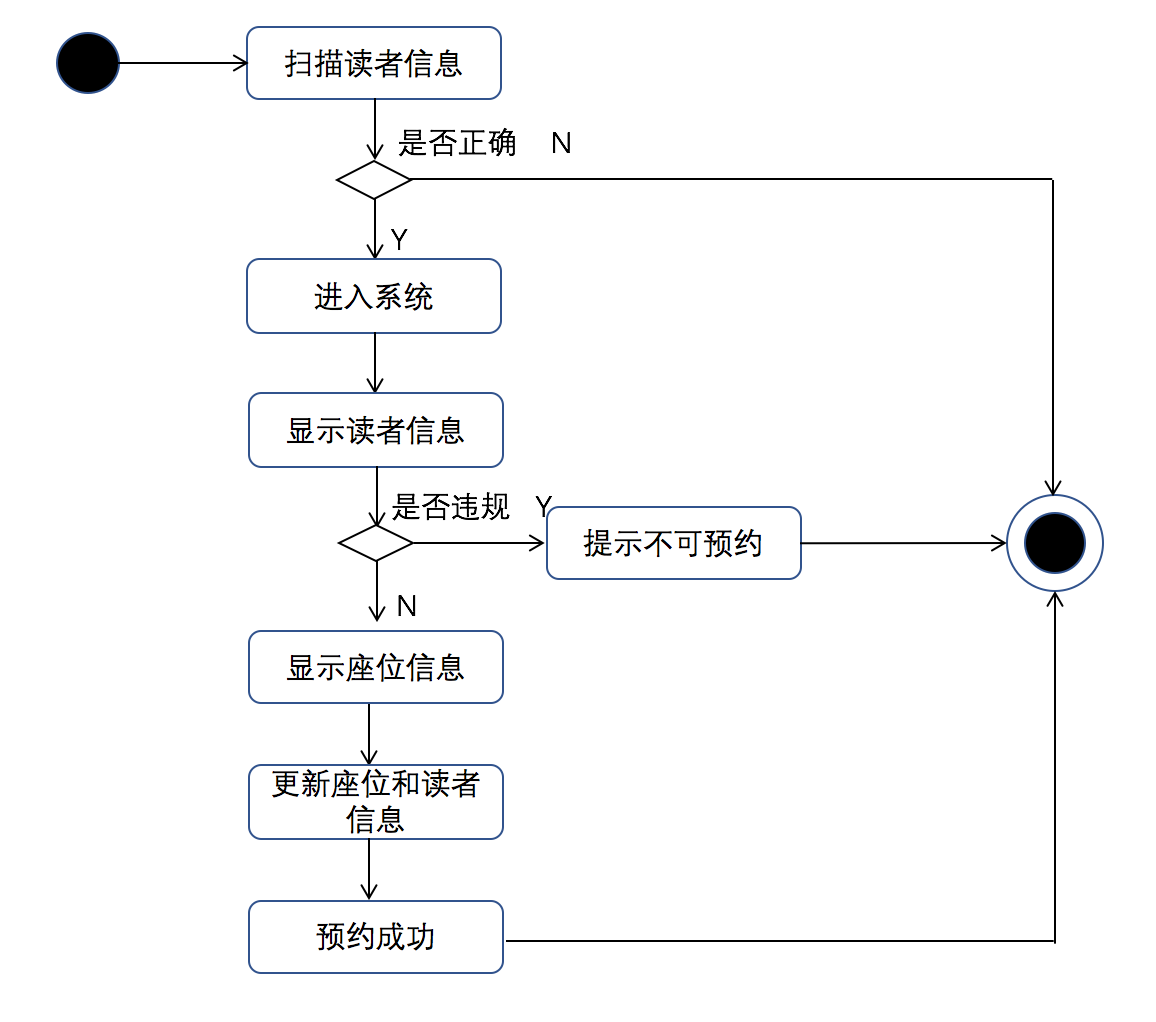 扫描读者信息
是否正确 N
Y
进入系统
显示读者信息
是否违规 Y
提示不可预约
N
显示座位信息
更新座位和读者
信息
预约成功